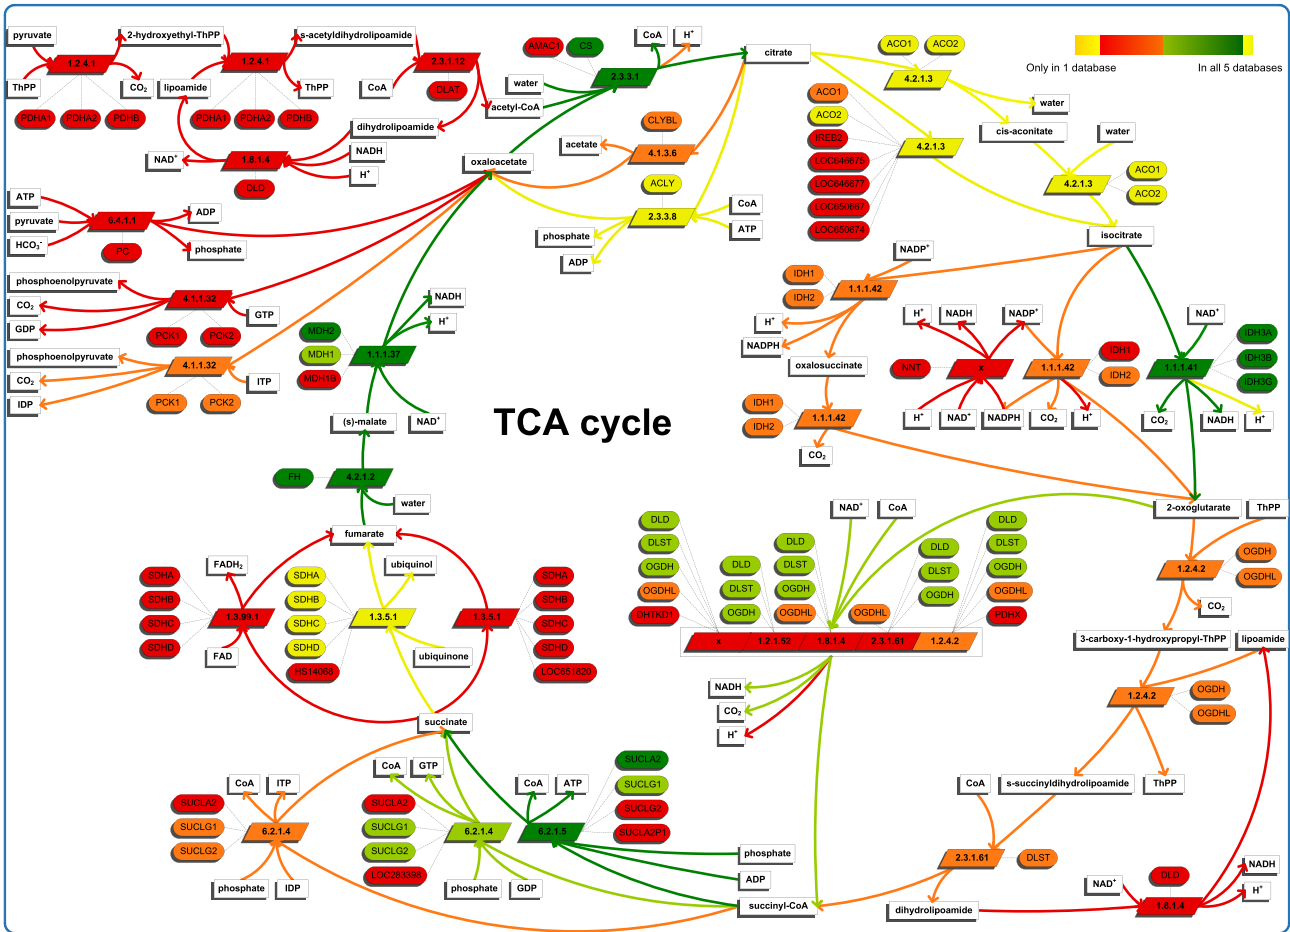 pyruvate
2-hydroxyethyl-ThPP
s-acetyldihydrolipoamide
1.2.4.1
1.2.4.1
2.3.1.12
ThPP
CO2
lipoamide
ThPP
CoA
DLAT
PDHA1
PDHA2
PDHB
PDHA1
PDHA2
PDHB
acetyl-CoA
dihydrolipoamide
NAD+
1.8.1.4
NADH
H+
DLD
AMAC1
CS
CoA
H+
citrate
water
2.3.3.1
CLYBL
acetate
4.1.3.6
oxaloacetate
ACLY
2.3.3.8
CoA
ATP
phosphate
ADP
ACO1
ACO2
4.2.1.3
water
Only in 1 database
In all 5 databases
ACO1
ACO2
IREB2
LOC646675
LOC646677
LOC650667
LOC650674
4.2.1.3
cis-aconitate
water
4.2.1.3
ACO1
ACO2
isocitrate
ATP
pyruvate
HCO3-
6.4.1.1
ADP
phosphate
PC
phosphoenolpyruvate
CO2
GDP
4.1.1.32
GTP
PCK1
PCK2
phosphoenolpyruvate
CO2
IDP
4.1.1.32
ITP
PCK1
PCK2
NADH
H+
MDH2
MDH1
MDH1B
1.1.1.37
(s)-malate
NAD+
TCA cycle
NADP+
IDH1
IDH2
1.1.1.42
H+
NADPH
oxalosuccinate
IDH1
IDH2
1.1.1.42
CO2
H+
NADH
NADP+
NNT
x
1.1.1.42
IDH1
IDH2
H+
NAD+
NADPH
CO2
H+
NAD+
1.1.1.41
IDH3A
IDH3B
IDH3G
CO2
NADH
H+
FH
4.2.1.2
water
fumarate
FADH2
ubiquinol
SDHA
SDHB
SDHC
SDHD
1.3.99.1
FAD
SDHA
SDHB
SDHC
SDHD
HS14068
1.3.5.1
ubiquinone
1.3.5.1
SDHA
SDHB
SDHC
SDHD
LOC651820
succinate
NAD+
CoA
DLD
DLST
OGDH
OGDHL
DHTKD1
DLD
DLST
OGDH
DLD
DLST
OGDH
OGDHL
OGDHL
DLD
DLST
OGDH
DLD
DLST
OGDH
OGDHL
PDHX
x
1.2.1.52
1.8.1.4
2.3.1.61
1.2.4.2
NADH
CO2
H+
2-oxoglutarate
ThPP
1.2.4.2
OGDH
OGDHL
CO2
3-carboxy-1-hydroxypropyl-ThPP
lipoamide
1.2.4.2
OGDH
OGDHL
CoA
s-succinyldihydrolipoamide
ThPP
2.3.1.61
DLST
dihydrolipoamide
NAD+
DLD
1.8.1.4
NADH
H+
CoA
ITP
SUCLA2
SUCLG1
SUCLG2
6.2.1.4
phosphate
IDP
CoA
GTP
SUCLA2
SUCLG1
SUCLG2
LOC283398
6.2.1.4
phosphate
GDP
CoA
ATP
6.2.1.5
SUCLA2
SUCLG1
SUCLG2
SUCLA2P1
phosphate
ADP
succinyl-CoA